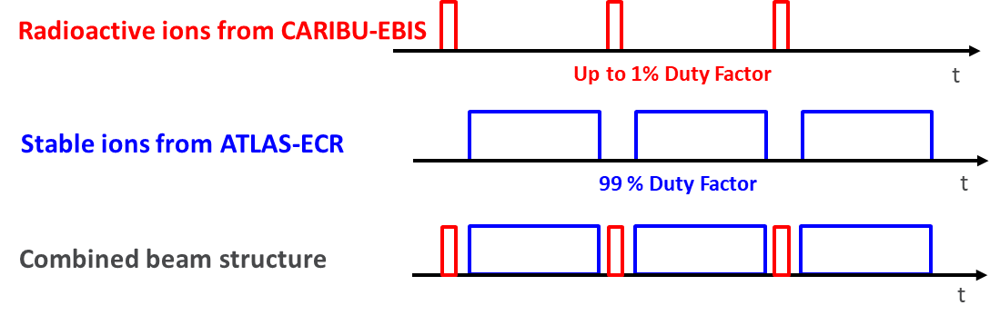 Radioactive ions from CARIBU-EBIS
Up to 1% Duty Factor
t
Stable ions from ATLAS-ECR
99 % Duty Factor
t
Combined beam structure
t